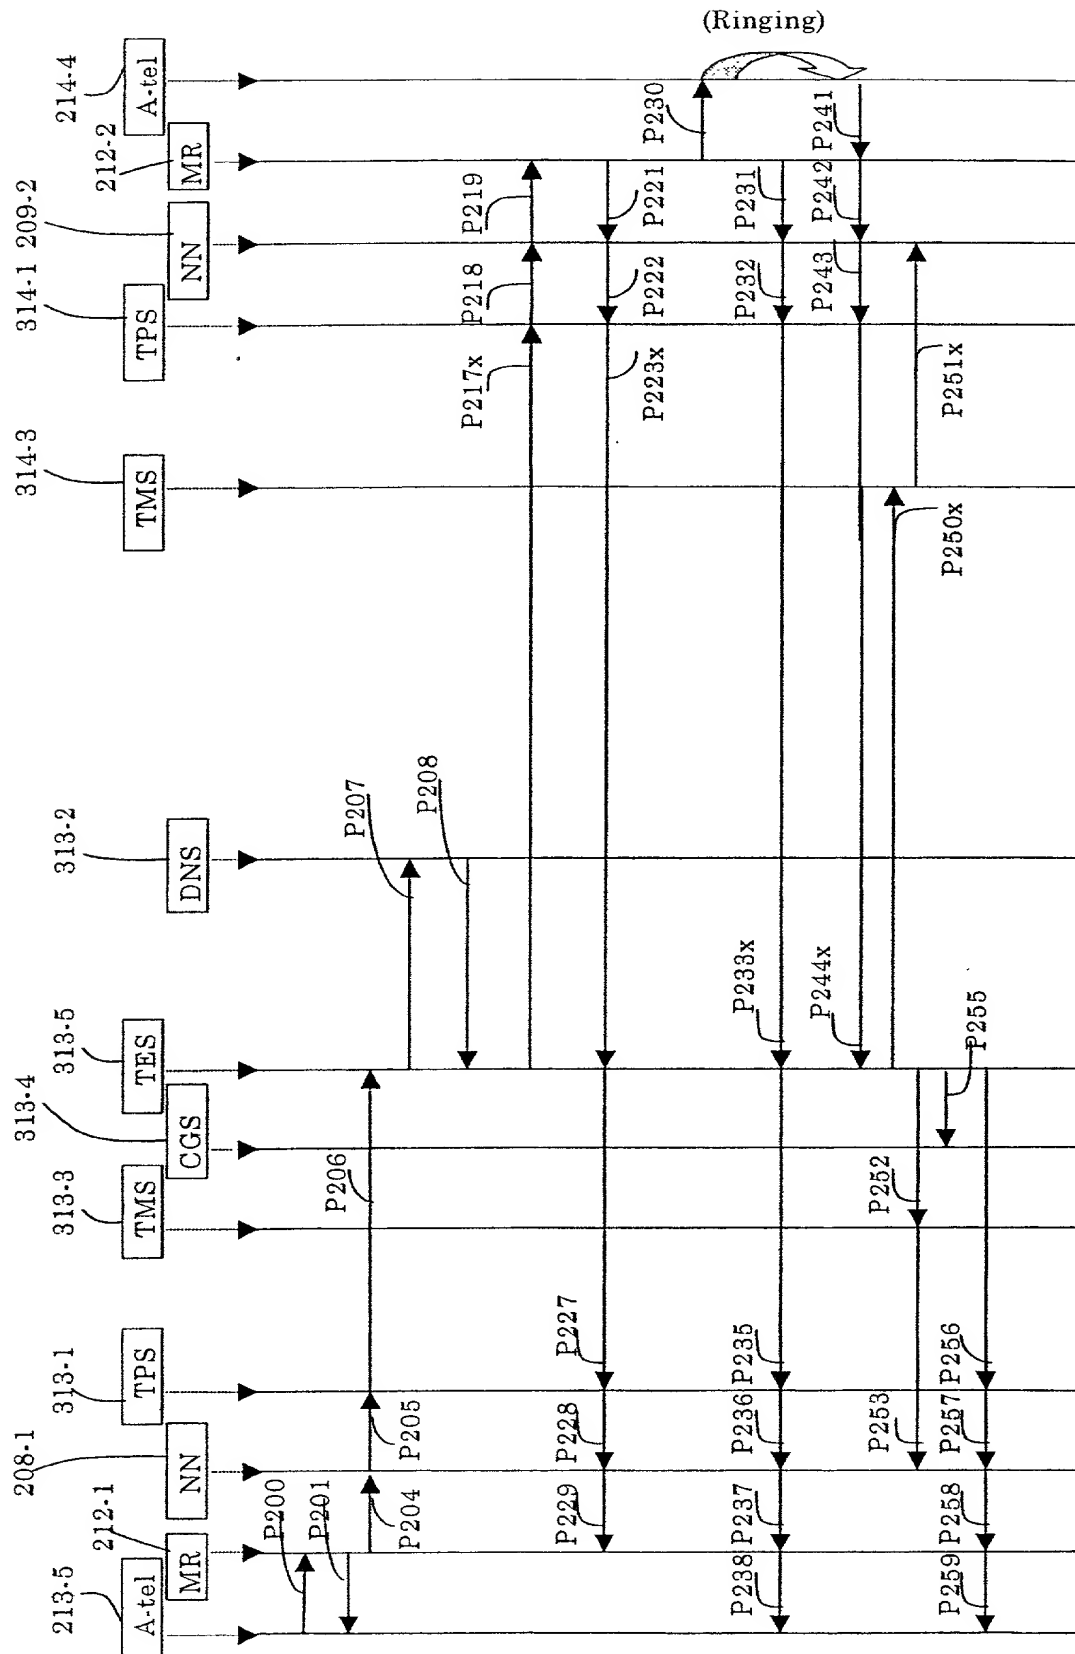 (Ringing)
214-4
A-tel
212-2
MR
209-2
NN
314-1
TPS
314-3
TMS
313-2
DNS
313-5
TES
313-4
CGS
313-3
TMS
313-1
TPS
208-1
NN
212-1
MR
213-5
A-tel
P200
P201
P204
P205
P206
P207
P208
P217x
P218
P219
P221
P222
P223x
P227
P228
P229
P230
P231
P232
P233x
P235
P236
P237
P238
P241
P242
P243
P244x
P250x
P251x
P252
P253
P255
P256
P257
P258
P259